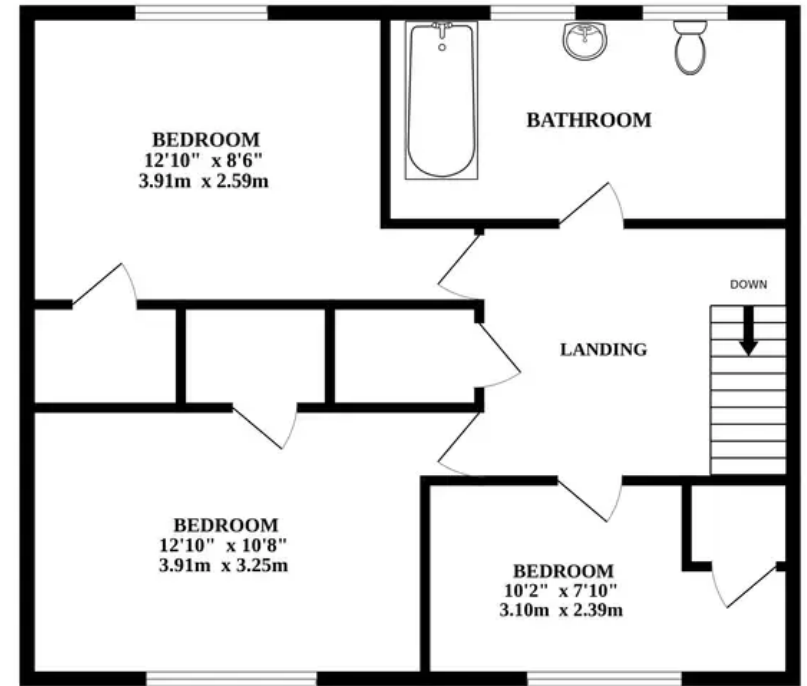 BEDROOM
12'10" x 8'6"
3.91m x 2.59m
BATHROOM
DOWN
LANDING
BEDROOM
12'10" x 10'8"
3.91m x 3.25m
BEDROOM
10'2" x 7'10"
3.10m x 2.39m